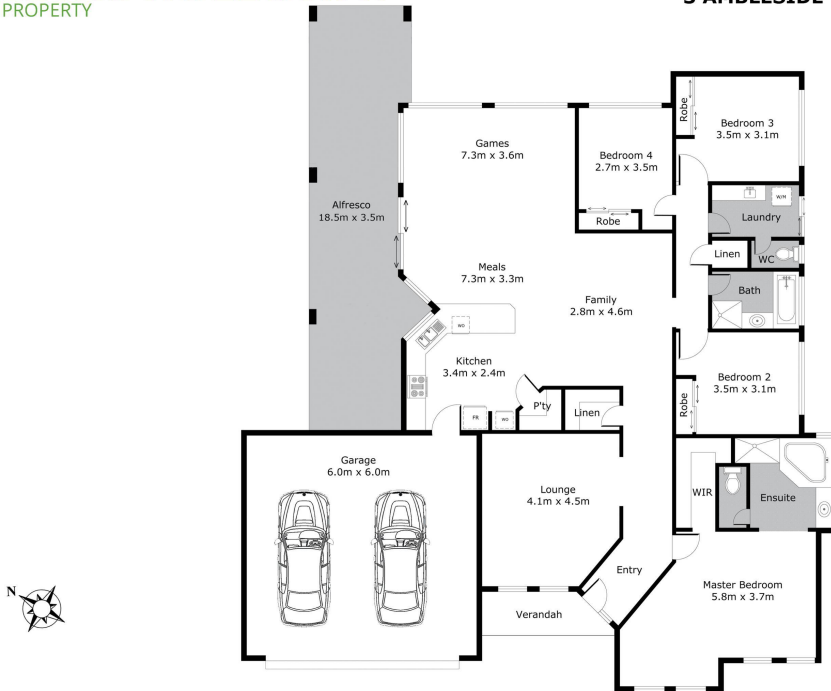 PROPERTY
5 AMBLESIDE
Robe
Bedroom 3
3.5m x 3.1m
Games
7.3m x 3.6m
Bedroom 4
2.7m x 3.5m
W/M
Alfresco
18.5m x 3.5m
Laundry
Robe
Linen
WC
Meals
7.3m x 3.3m
Bath
Family
2.8m x 4.6m
WO
Kitchen
3.4m x 2.4m
Bedroom 2
3.5m x 3.1m
Robe
P'ty
Linen
FR
WO
Garage
6.0m x 6.0m
Lounge
4.1m x 4.5m
WIR
Ensuite
Entry
Master Bedroom
5.8m x 3.7m
N
Verandah